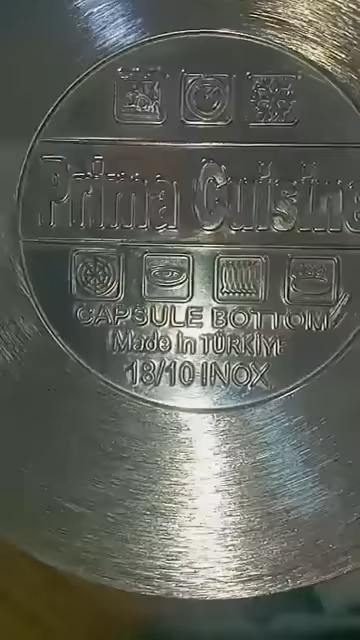 Prima Cuisine
CAPSULE BOTTOM
Made in TÜRKİYE
18/10 INOX